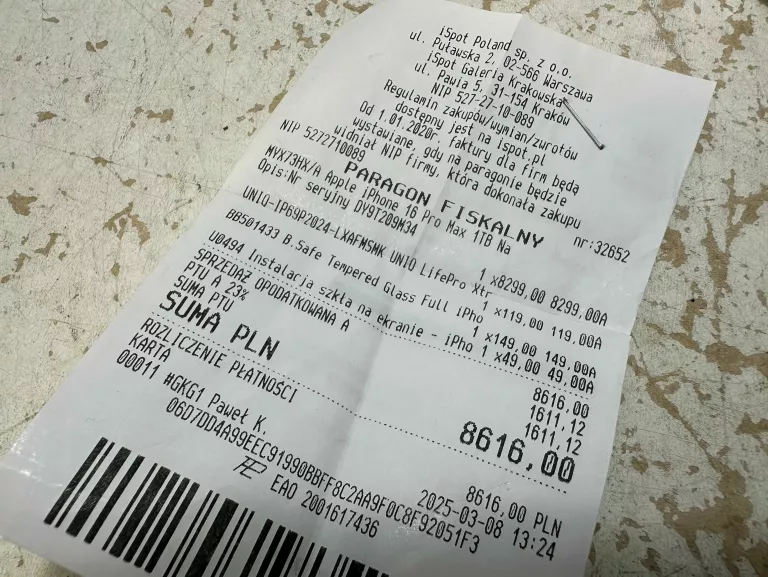 iSpot Poland sp. z o.o.
ul. Puławska 2, 02-566 Warszawa
iSpot Galeria Krakowska
ul. Pawia 5, 31-154 Kraków
NIP 527-27-10-089
Regulamin zakupów/wymian/zwrotów
dostępny jest na ispot.pl
Od 1.01.2020r. faktury dla firm będą
wystawiane, gdy na paragonie będzie
widniał NIP firmy, która dokonała zakupu
NIP 5272710089 nr:32652
PARAGON FISKALNY
MYX73HX/A Apple iPhone 16 Pro Max 1TB Na
1 x8299,00 8299,00A
Opis:Nr seryjny DY9T209M34
UNIQ-IP69P2024-LXAFMSMK UNIQ LifePro Xtr
1 x119,00 119,00A
BB501433 B.Safe Tempered Glass Full iPho
1 x149,00 149,00A
U0494 Instalacja szkła na ekranie - iPho 1 x49,00 49,00A
SPRZEDAŻ OPODATKOWANA A 8616,00
PTU A 23% 1611,12
SUMA PTU 1611,12
SUMA PLN 8616,00
ROZLICZENIE PŁATNOŚCI
KARTA 8616,00 PLN
00011 #GKG1 Paweł K. 2025-03-08 13:24
06D7DD4A99EEC91990BBFF8C2AA9F0C8F92051F3
EAO 2001617436